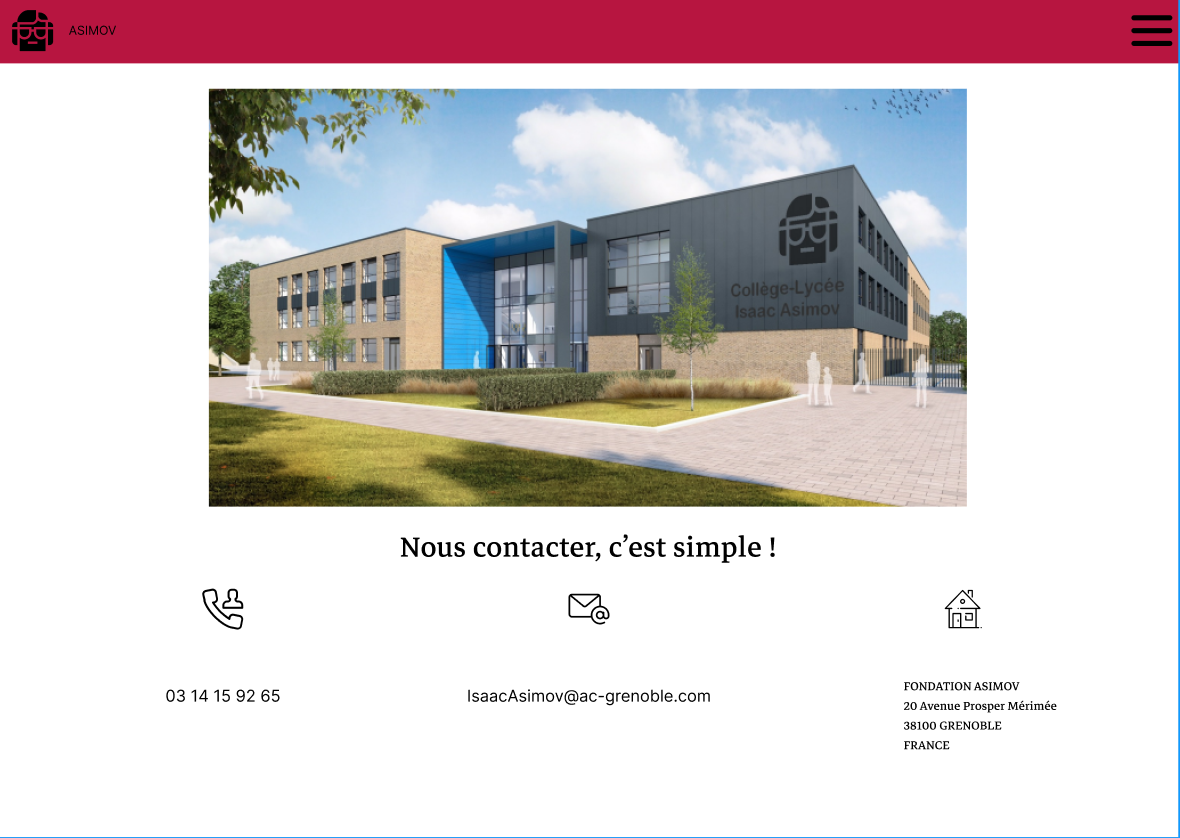 ASIMOV
Collège-Lycée
Isaac Asimov
Nous contacter, c’est simple !
03 14 15 92 65
IsaacAsimov@ac-grenoble.com
FONDATION ASIMOV
20 Avenue Prosper Mérimée
38100 GRENOBLE
FRANCE